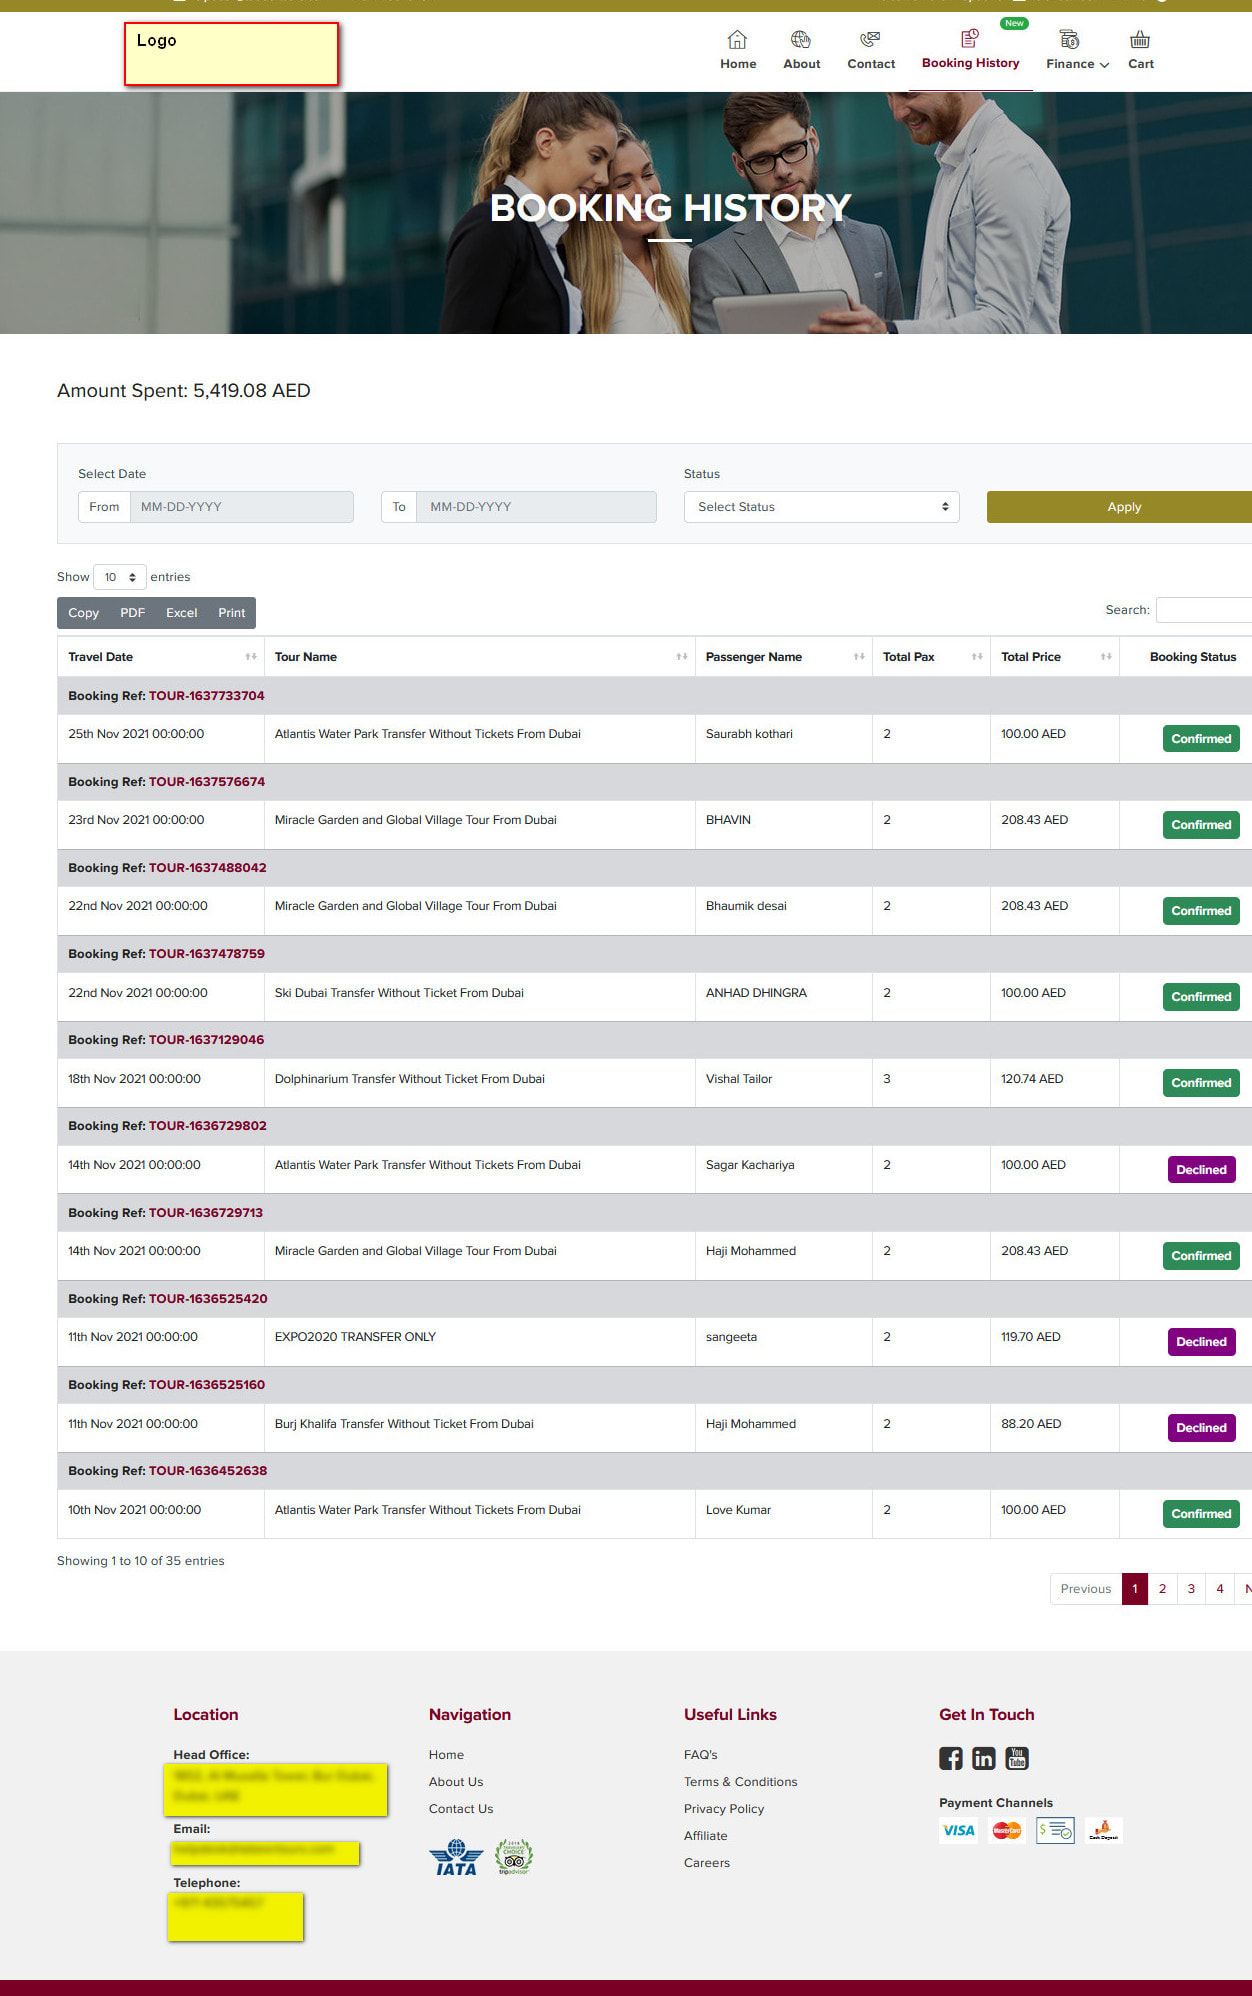 Logo
New
Home About Contact Booking History Finance Cart
BOOKING HISTORY
Amount Spent: 5,419.08 AED
Select Date Status
From MM-DD-YYYY To MM-DD-YYYY Select Status Apply
Show 10 entries
Copy PDF Excel Print Search:
Travel Date Tour Name Passenger Name Total Pax Total Price Booking Status
Booking Ref: TOUR-1637733704
25th Nov 2021 00:00:00 Atlantis Water Park Transfer Without Tickets From Dubai Saurabh kothari 2 100.00 AED Confirmed
Booking Ref: TOUR-1637576674
23rd Nov 2021 00:00:00 Miracle Garden and Global Village Tour From Dubai BHAVIN 2 208.43 AED Confirmed
Booking Ref: TOUR-1637488042
22nd Nov 2021 00:00:00 Miracle Garden and Global Village Tour From Dubai Bhaumik desai 2 208.43 AED Confirmed
Booking Ref: TOUR-1637478759
22nd Nov 2021 00:00:00 Ski Dubai Transfer Without Ticket From Dubai ANHAD DHINGRA 2 100.00 AED Confirmed
Booking Ref: TOUR-1637129046
18th Nov 2021 00:00:00 Dolphinarium Transfer Without Ticket From Dubai Vishal Tailor 3 120.74 AED Confirmed
Booking Ref: TOUR-1636729802
14th Nov 2021 00:00:00 Atlantis Water Park Transfer Without Tickets From Dubai Sagar Kachariya 2 100.00 AED Declined
Booking Ref: TOUR-1636729713
14th Nov 2021 00:00:00 Miracle Garden and Global Village Tour From Dubai Haji Mohammed 2 208.43 AED Confirmed
Booking Ref: TOUR-1636525420
11th Nov 2021 00:00:00 EXPO2020 TRANSFER ONLY sangeeta 2 119.70 AED Declined
Booking Ref: TOUR-1636525160
11th Nov 2021 00:00:00 Burj Khalifa Transfer Without Ticket From Dubai Haji Mohammed 2 88.20 AED Declined
Booking Ref: TOUR-1636452638
10th Nov 2021 00:00:00 Atlantis Water Park Transfer Without Tickets From Dubai Love Kumar 2 100.00 AED Confirmed
Showing 1 to 10 of 35 entries
Previous 1 2 3 4 N
Location
Head Office:
Email:
Telephone:
Navigation
Home
About Us
Contact Us
IATA
TRAVELERS' CHOICE tripadvisor
Useful Links
FAQ's
Terms & Conditions
Privacy Policy
Affiliate
Careers
Get In Touch
You Tube
Payment Channels
VISA MasterCard Cash Deposit